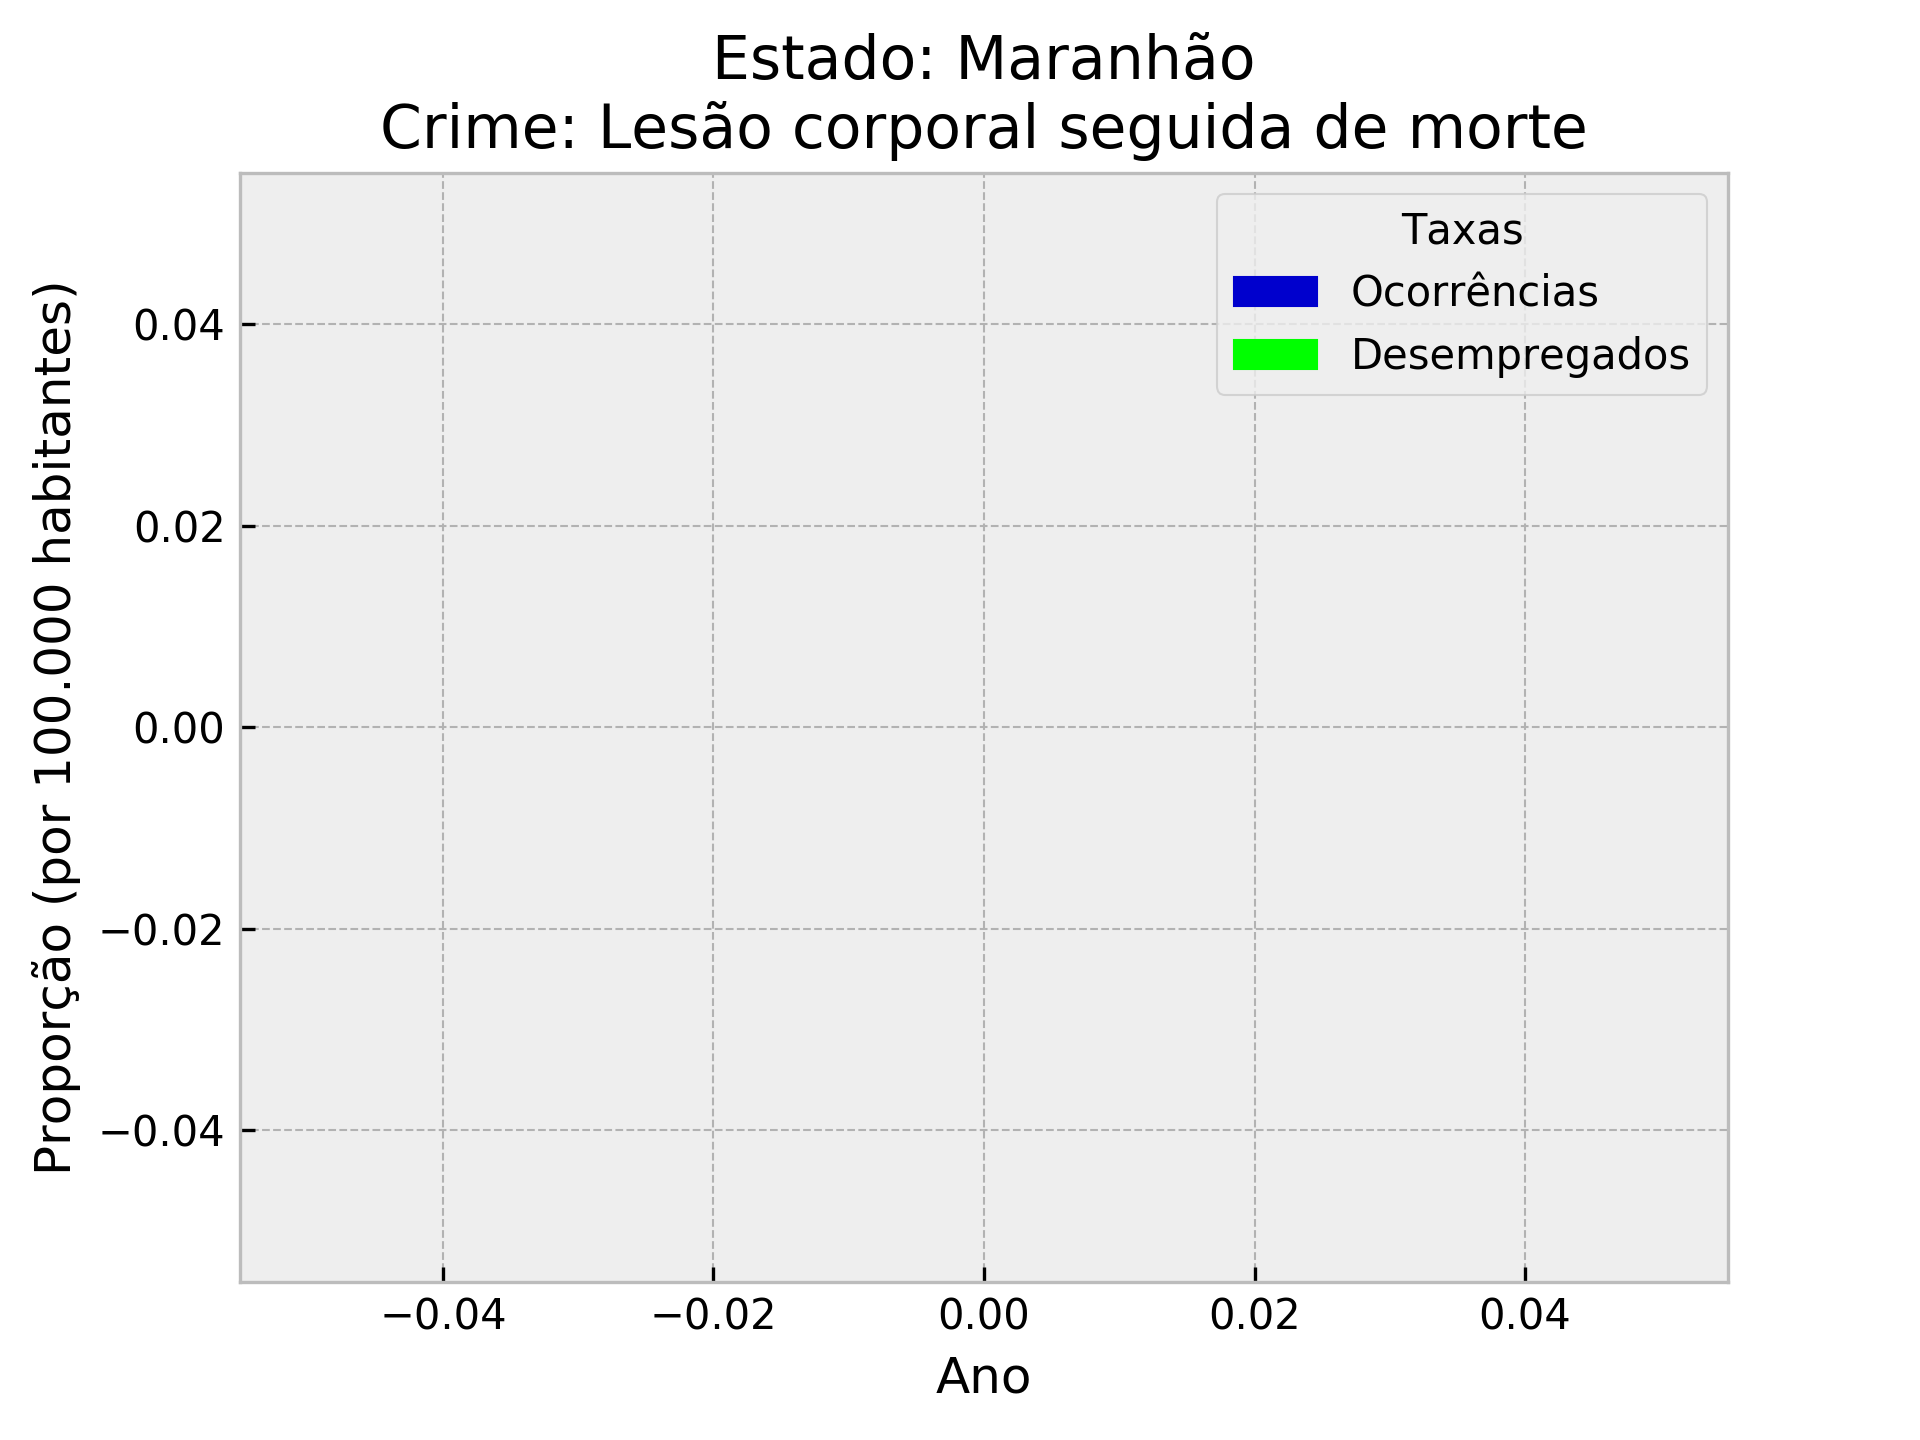 Estado: Maranhão
Crime: Lesão corporal seguida de morte
Taxas
Ocorrências
Desempregados
Proporção (por 100.000 habitantes)
0.04
0.02
0.00
−0.02
−0.04
−0.04
−0.02
0.00
0.02
0.04
Ano